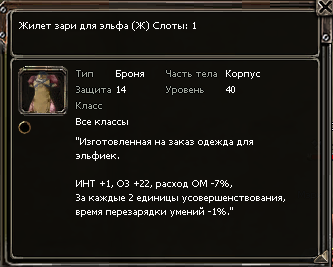 Жилет зари для эльфа (Ж) Слоты: 1
Тип Броня Часть тела Корпус
Защита 14 Уровень 40
Класс
Все классы
"Изготовленная на заказ одежда для
эльфиек.
ИНТ +1, ОЗ +22, расход ОМ -7%,
За каждые 2 единицы усовершенствования,
время перезарядки умений -1%."